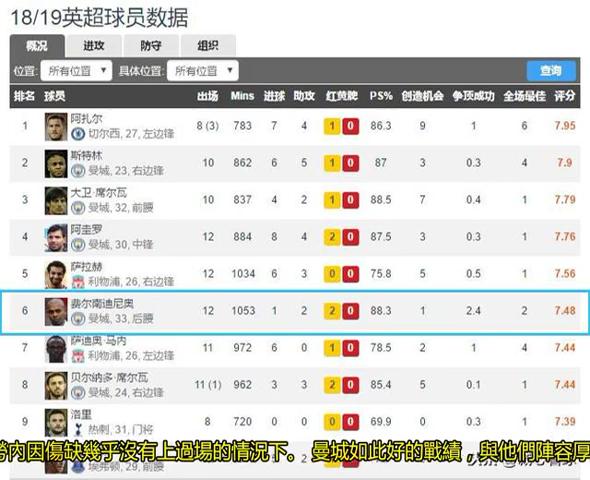 18/19英超球员数据
概况 进攻 防守 组织
位置: 所有位置 具体位置: 所有位置 查询
排名 球员 出场 Mins 进球 助攻 红黄牌 PS% 创造机会 争顶成功 全场最佳 评分
1 阿扎尔 8 (3) 783 7 4 1 0 86.3 9 1 6 7.95
切尔西, 27, 左边锋
2 斯特林 10 862 6 5 1 0 87 3 0.3 4 7.9
曼城, 23, 右边锋
3 大卫·席尔瓦 10 837 4 2 1 0 88.5 7 0.4 1 7.79
曼城, 32, 前腰
4 阿圭罗 12 884 8 4 2 0 87.5 3 0.3 1 7.76
曼城, 30, 中锋
5 萨拉赫 12 1034 6 3 0 0 75.8 5 0.5 1 7.56
利物浦, 26, 右边锋
6 费尔南迪尼奥 12 1053 1 2 2 0 88.3 1 2.4 2 7.48
曼城, 33, 后腰
7 萨迪奥·马内 11 972 6 0 1 0 78.5 2 1 4 7.44
利物浦, 26, 左边锋
8 贝尔纳多·席尔瓦 11 (1) 962 3 3 2 0 85.4 5 0.1 1 7.44
曼城, 24, 右边锋
9 洛里 8 720 0 0 0 0 69.9 0 0.3 1 7.39
热刺, 31, 门将
勞內因傷缺幾乎沒有上過場的情況下。曼城如此好的戰績，與他們陣容厚
埃弗顿, 29, 前腰